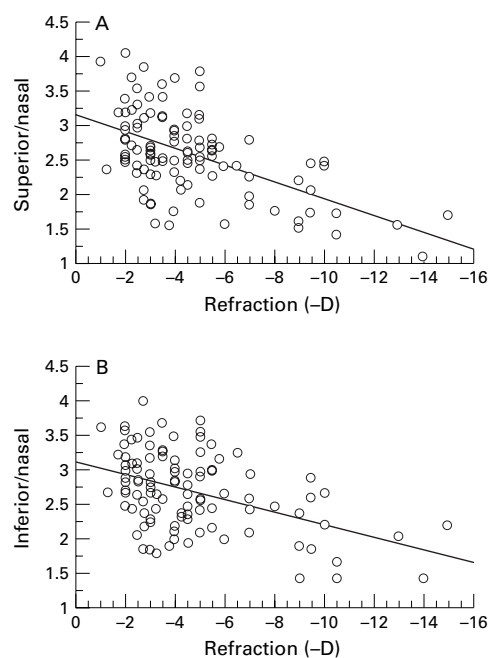 A
4.5
4
3.5
3
2.5
2
1.5
1
Superior/nasal
0 –2 –4 –6 –8 –10 –12 –14 –16
Refraction (–D)
B
4.5
4
3.5
3
2.5
2
1.5
1
Inferior/nasal
0 –2 –4 –6 –8 –10 –12 –14 –16
Refraction (–D)